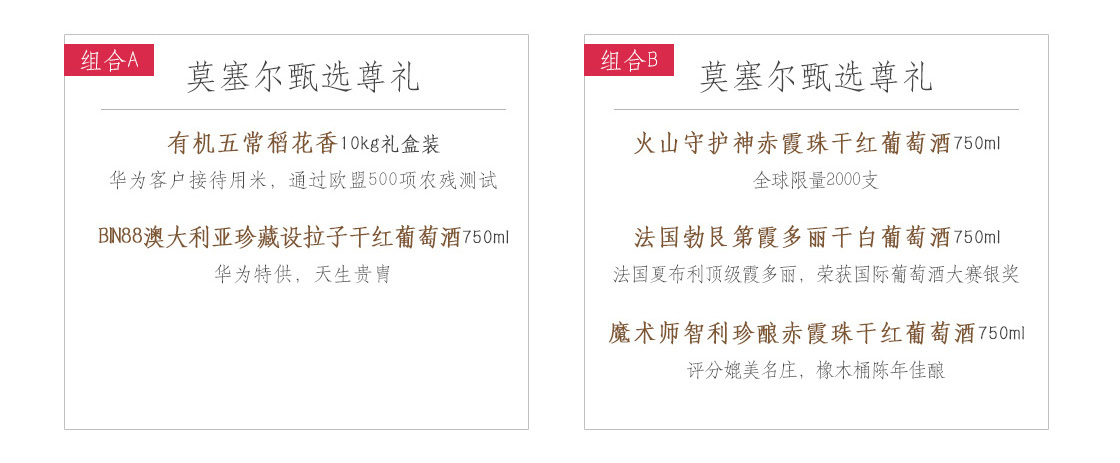 组合A
莫塞尔甄选尊礼
有机五常稻花香10kg礼盒装
华为客户接待用米，通过欧盟500项农残测试
BIN88澳大利亚珍藏设拉子干红葡萄酒750ml
华为特供，天生贵胄
组合B
莫塞尔甄选尊礼
火山守护神赤霞珠干红葡萄酒750ml
全球限量2000支
法国勃艮第霞多丽干白葡萄酒750ml
法国夏布利顶级霞多丽，荣获国际葡萄酒大赛银奖
魔术师智利珍酿赤霞珠干红葡萄酒750ml
评分媲美名庄，橡木桶陈年佳酿